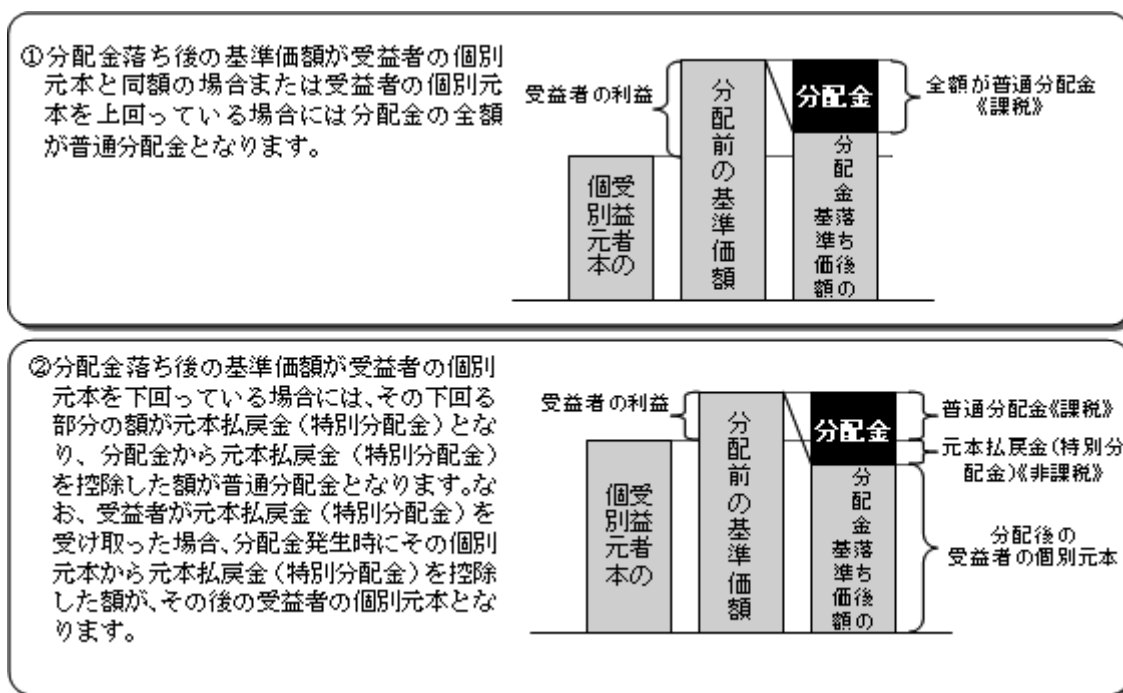 ①分配金落ち後の基準価額が受益者の個別
元本と同額の場合または受益者の個別元
本を上回っている場合には分配金の全額
が普通分配金となります。
受益者の利益
受益者の
個別元本
分配前の基準価額
分配金
分配金
落ち後の
基準価額
全額が普通分配金
《課税》
②分配金落ち後の基準価額が受益者の個別
元本を下回っている場合には、その下回る
部分の額が元本払戻金（特別分配金）とな
り、分配金から元本払戻金（特別分配金）
を控除した額が普通分配金となります。な
お、受益者が元本払戻金（特別分配金）を
受け取った場合、分配金発生時にその個別
元本から元本払戻金（特別分配金）を控除
した額が、その後の受益者の個別元本とな
ります。
受益者の利益
受益者の
個別元本
分配前の基準価額
分配金
分配金
落ち後の
基準価額
普通分配金《課税》
元本払戻金(特別分
配金)《非課税》
分配後の
受益者の個別元本